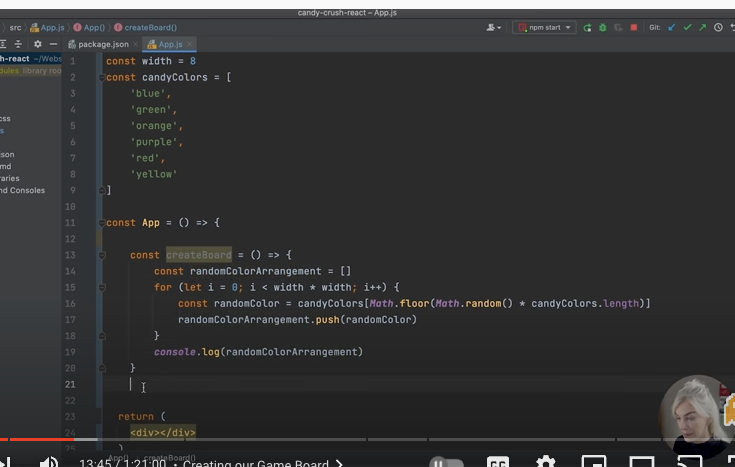 candy-crush-react – App.js
src App.js App() createBoard()
npm start Git:
package.json App.js
h-react ~/Webs
dules library roo
css
s
son
md
raries
nd Consoles
1 const width = 8
2 const candyColors = [
3 'blue',
4 'green',
5 'orange',
6 'purple',
7 'red',
8 'yellow'
9 ]
10
11 const App = () => {
12
13 const createBoard = () => {
14 const randomColorArrangement = []
15 for (let i = 0; i < width * width; i++) {
16 const randomColor = candyColors[Math.floor(Math.random() * candyColors.length)]
17 randomColorArrangement.push(randomColor)
18 }
19 console.log(randomColorArrangement)
20 }
21
22
23 return (
24 <div></div>
25 )
App() createBoard()
13:45 / 1:21:00 • Creating our Game Board
CC